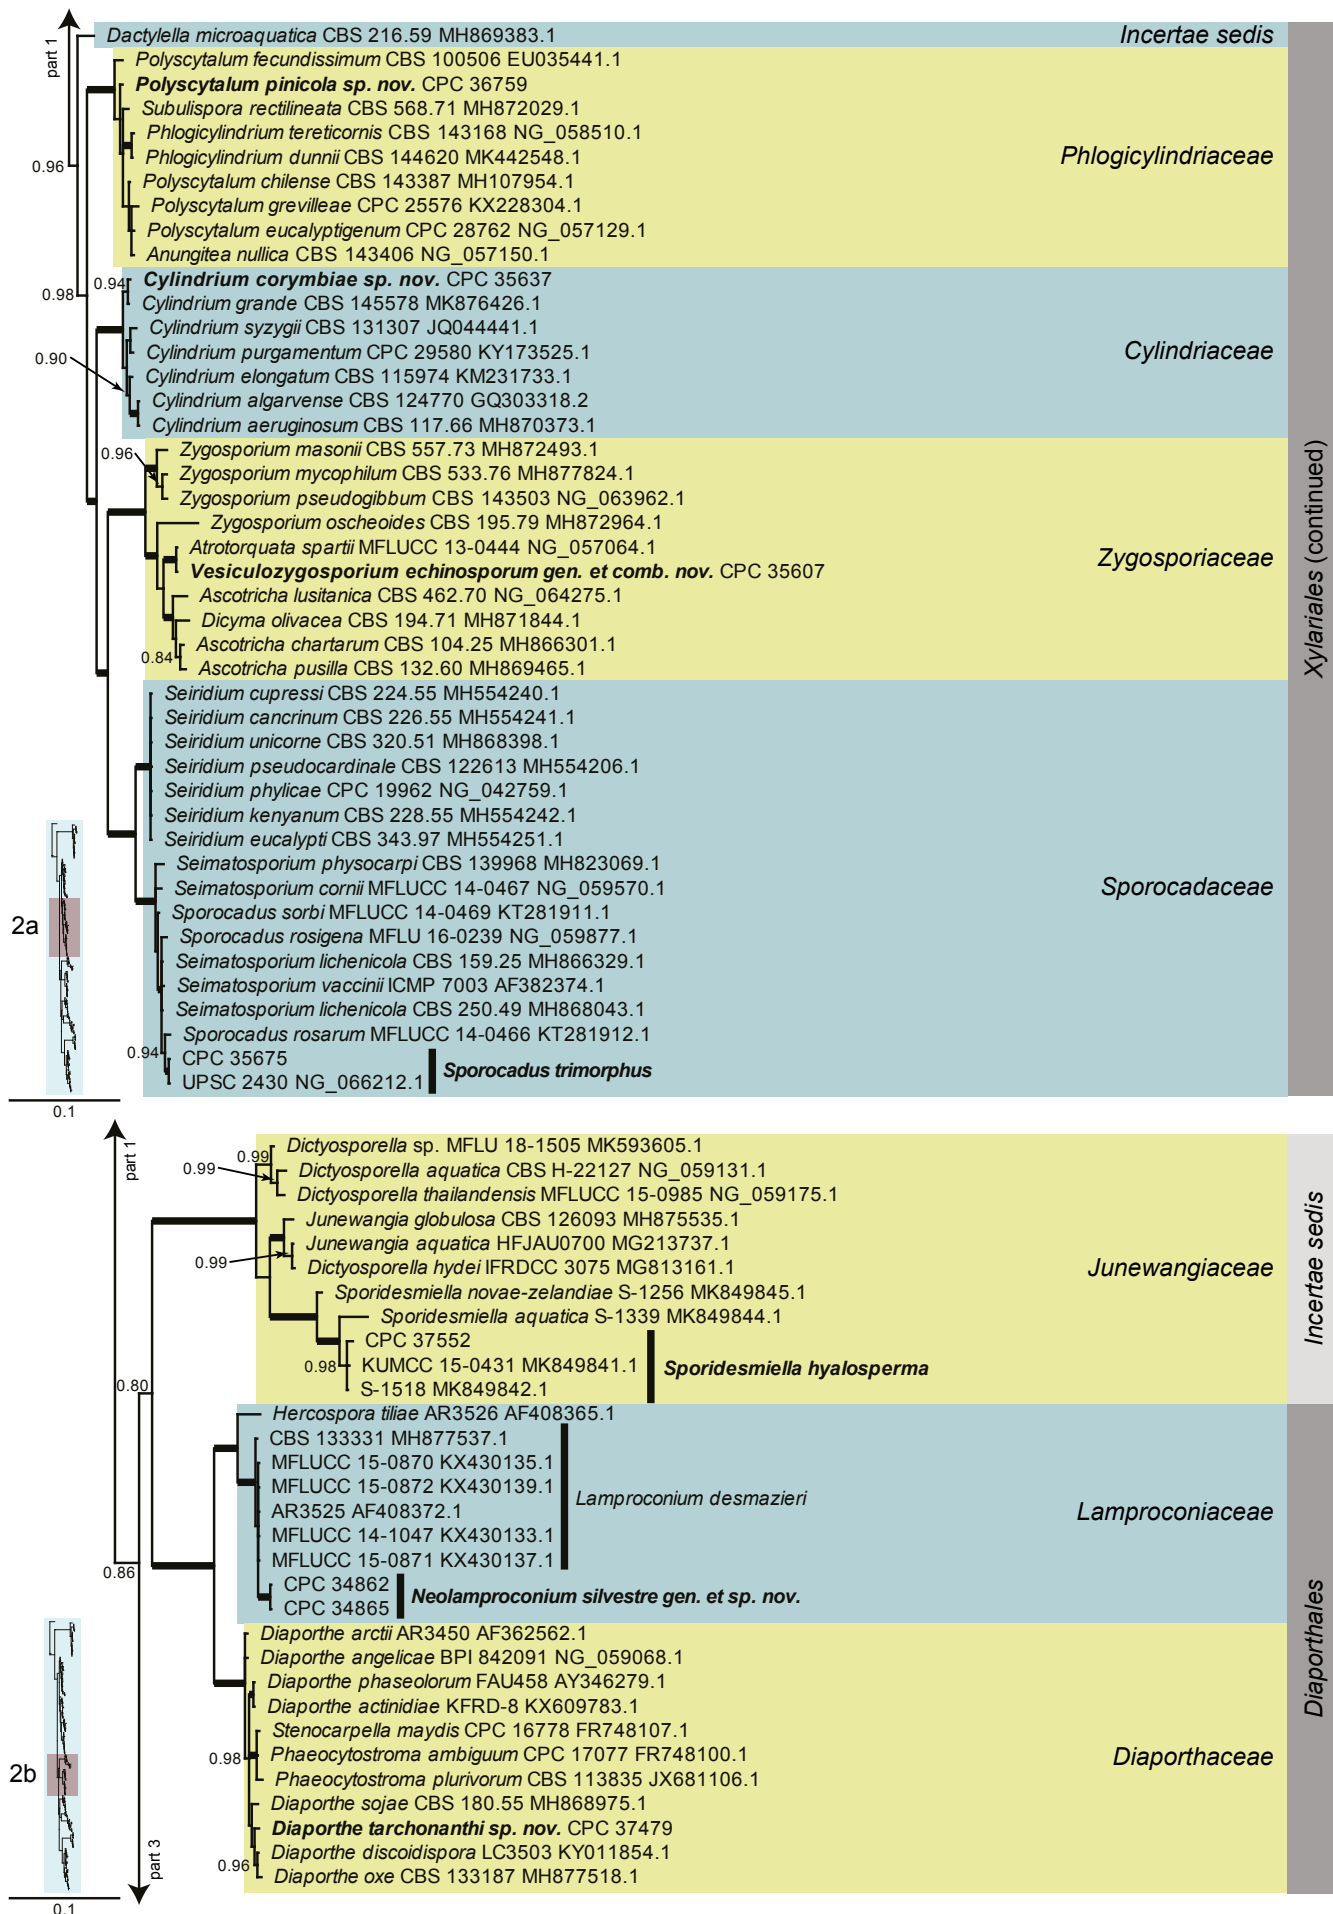 part 1
Dactylella microaquatica CBS 216.59 MH869383.1
Incertae sedis
Polyscytalum fecundissimum CBS 100506 EU035441.1
Polyscytalum pinicola sp. nov. CPC 36759
Subulispora rectilineata CBS 568.71 MH872029.1
Phlogicylindrium tereticornis CBS 143168 NG_058510.1
Phlogicylindrium dunnii CBS 144620 MK442548.1
Phlogicylindriaceae
0.96
Polyscytalum chilense CBS 143387 MH107954.1
Polyscytalum grevilleae CPC 25576 KX228304.1
Polyscytalum eucalyptigenum CPC 28762 NG_057129.1
Anungitea nullica CBS 143406 NG_057150.1
0.94
Cylindrium corymbiae sp. nov. CPC 35637
0.98
Cylindrium grande CBS 145578 MK876426.1
Cylindrium syzygii CBS 131307 JQ044441.1
0.90
Cylindrium purgamentum CPC 29580 KY173525.1
Cylindriaceae
Cylindrium elongatum CBS 115974 KM231733.1
Cylindrium algarvense CBS 124770 GQ303318.2
Cylindrium aeruginosum CBS 117.66 MH870373.1
0.96
Zygosporium masonii CBS 557.73 MH872493.1
Zygosporium mycophilum CBS 533.76 MH877824.1
Zygosporium pseudogibbum CBS 143503 NG_063962.1
Zygosporium oscheoides CBS 195.79 MH872964.1
Atrotorquata spartii MFLUCC 13-0444 NG_057064.1
Zygosporiaceae
Vesiculozygosporium echinosporum gen. et comb. nov. CPC 35607
Xylariales (continued)
Ascotricha lusitanica CBS 462.70 NG_064275.1
Dicyma olivacea CBS 194.71 MH871844.1
Ascotricha chartarum CBS 104.25 MH866301.1
0.84
Ascotricha pusilla CBS 132.60 MH869465.1
Seiridium cupressi CBS 224.55 MH554240.1
Seiridium cancrinum CBS 226.55 MH554241.1
Seiridium unicorne CBS 320.51 MH868398.1
Seiridium pseudocardinale CBS 122613 MH554206.1
Seiridium phylicae CPC 19962 NG_042759.1
Seiridium kenyanum CBS 228.55 MH554242.1
Seiridium eucalypti CBS 343.97 MH554251.1
Seimatosporium physocarpi CBS 139968 MH823069.1
Seimatosporium cornii MFLUCC 14-0467 NG_059570.1
Sporocadaceae
Sporocadus sorbi MFLUCC 14-0469 KT281911.1
2a
Sporocadus rosigena MFLU 16-0239 NG_059877.1
Seimatosporium lichenicola CBS 159.25 MH866329.1
Seimatosporium vaccinii ICMP 7003 AF382374.1
Seimatosporium lichenicola CBS 250.49 MH868043.1
Sporocadus rosarum MFLUCC 14-0466 KT281912.1
0.94
CPC 35675
Sporocadus trimorphus
UPSC 2430 NG_066212.1
0.1
part 1
Dictyosporella sp. MFLU 18-1505 MK593605.1
0.99
0.99
Dictyosporella aquatica CBS H-22127 NG_059131.1
Dictyosporella thailandensis MFLUCC 15-0985 NG_059175.1
Junewangia globulosa CBS 126093 MH875535.1
Junewangia aquatica HFJAU0700 MG213737.1
0.99
Dictyosporella hydei IFRDCC 3075 MG813161.1
Junewangiaceae
Incertae sedis
Sporidesmiella novae-zelandiae S-1256 MK849845.1
Sporidesmiella aquatica S-1339 MK849844.1
CPC 37552
0.98
KUMCC 15-0431 MK849841.1
Sporidesmiella hyalosperma
S-1518 MK849842.1
0.80
Hercospora tiliae AR3526 AF408365.1
CBS 133331 MH877537.1
MFLUCC 15-0870 KX430135.1
MFLUCC 15-0872 KX430139.1
Lamproconium desmazieri
AR3525 AF408372.1
Lamproconiaceae
MFLUCC 14-1047 KX430133.1
MFLUCC 15-0871 KX430137.1
0.86
CPC 34862
Neolamproconium silvestre gen. et sp. nov.
CPC 34865
Diaporthales
Diaporthe arctii AR3450 AF362562.1
Diaporthe angelicae BPI 842091 NG_059068.1
Diaporthe phaseolorum FAU458 AY346279.1
Diaporthe actinidiae KFRD-8 KX609783.1
Stenocarpella maydis CPC 16778 FR748107.1
0.98
Phaeocytostroma ambiguum CPC 17077 FR748100.1
Diaporthaceae
2b
Phaeocytostroma plurivorum CBS 113835 JX681106.1
Diaporthe sojae CBS 180.55 MH868975.1
Diaporthe tarchonanthi sp. nov. CPC 37479
Diaporthe discoidispora LC3503 KY011854.1
0.96
Diaporthe oxe CBS 133187 MH877518.1
part 3
0.1